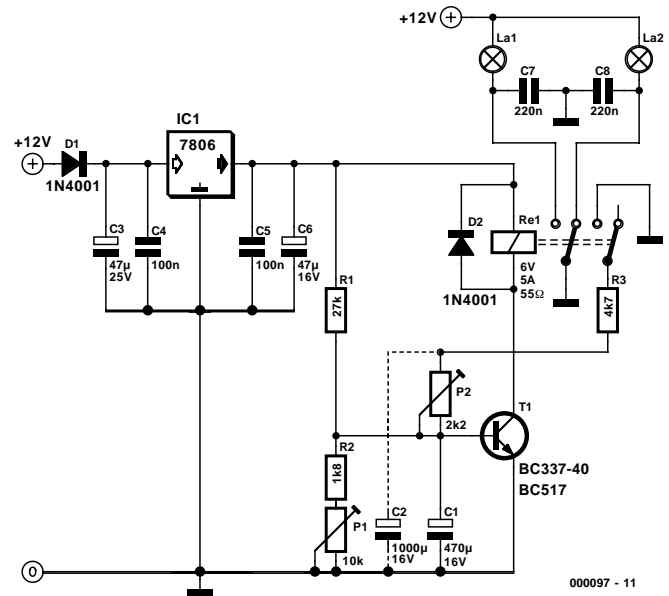 +12V
La1
La2
C7
220n
C8
220n
IC1
7806
+12V
D1
1N4001
C3
47µ
25V
C4
100n
C5
100n
C6
47µ
16V
D2
1N4001
Re1
6V
5A
55Ω
R1
27k
R3
4k7
P2
2k2
T1
BC337-40
BC517
R2
1k8
P1
10k
C2
1000µ
16V
C1
470µ
16V
0
000097 - 11